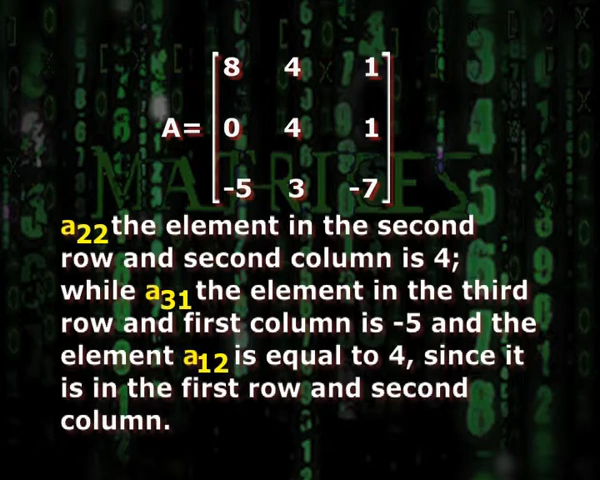 8 4 1
A= 0 4 1
-5 3 -7
MATRICES
a22 the element in the second
row and second column is 4;
while a31 the element in the third
row and first column is -5 and the
element a12 is equal to 4, since it
is in the first row and second
column.